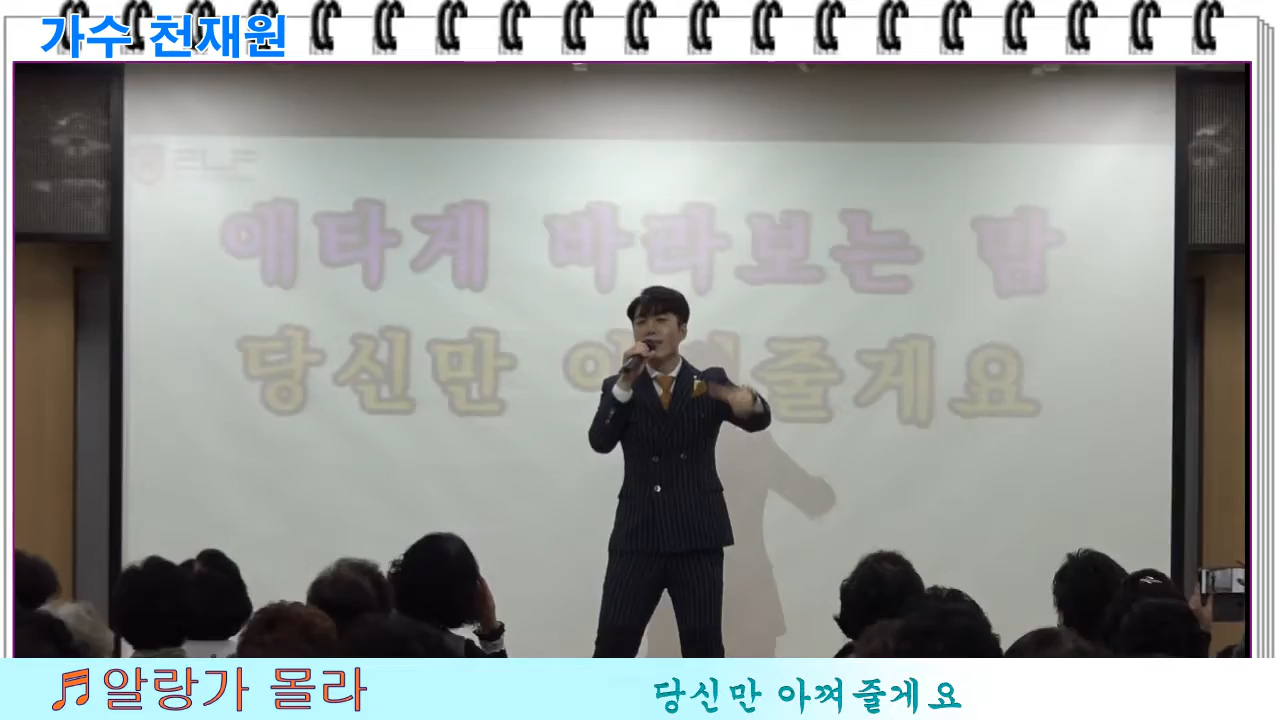 가수 천재원
애타게 바라보는 맘
당신만 아껴줄게요
알랑가 몰라
당신만 아껴줄게요